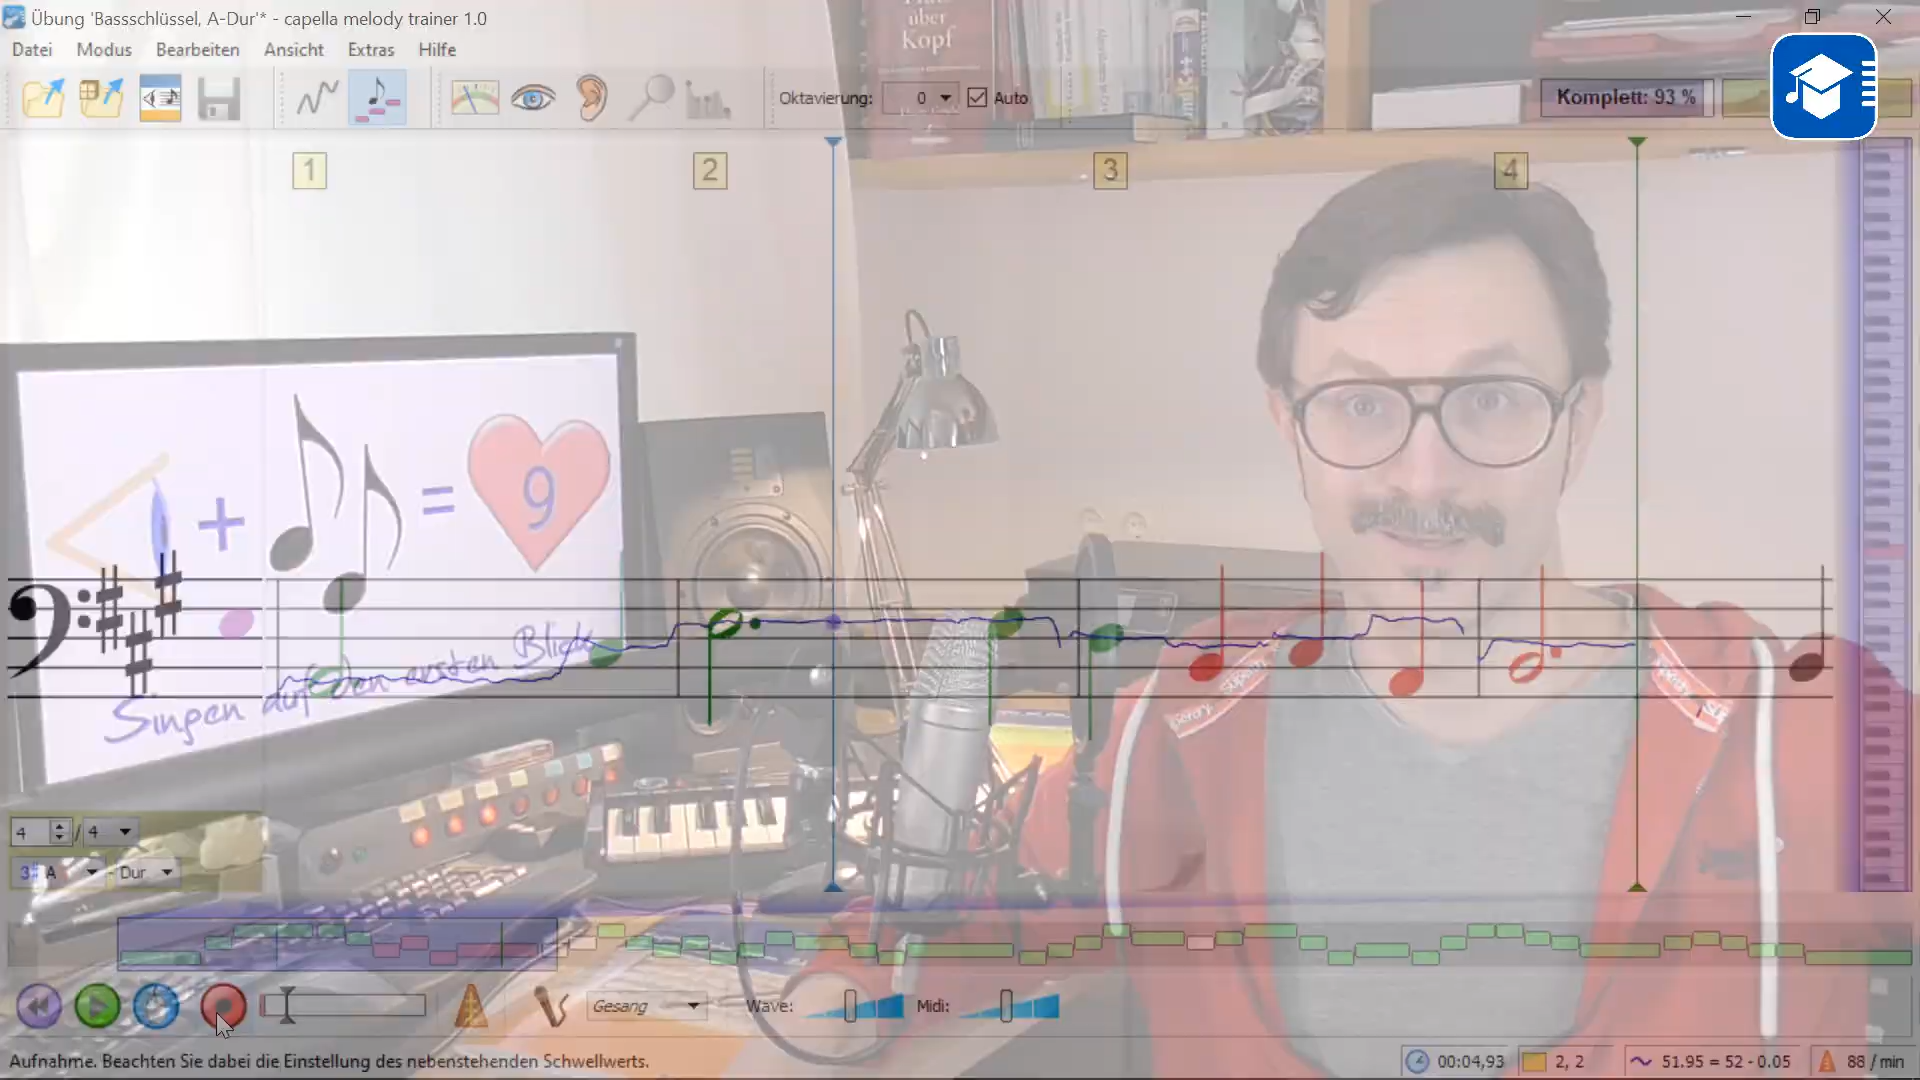 Übung 'Bassschlüssel, A-Dur'* - capella melody trainer 1.0
Datei Modus Bearbeiten Ansicht Extras Hilfe
über
Kopf
Oktavierung: 0 Auto
Komplett: 93 %
1 2 3 4
+ = 9
Singen auf den ersten Blick
Superdry
4 / 4
3# A - Dur
Gesang Wave: Midi:
Aufnahme. Beachten Sie dabei die Einstellung des nebenstehenden Schwellwerts.
00:04,93 2, 2 51.95 = 52 - 0.05 88 / min